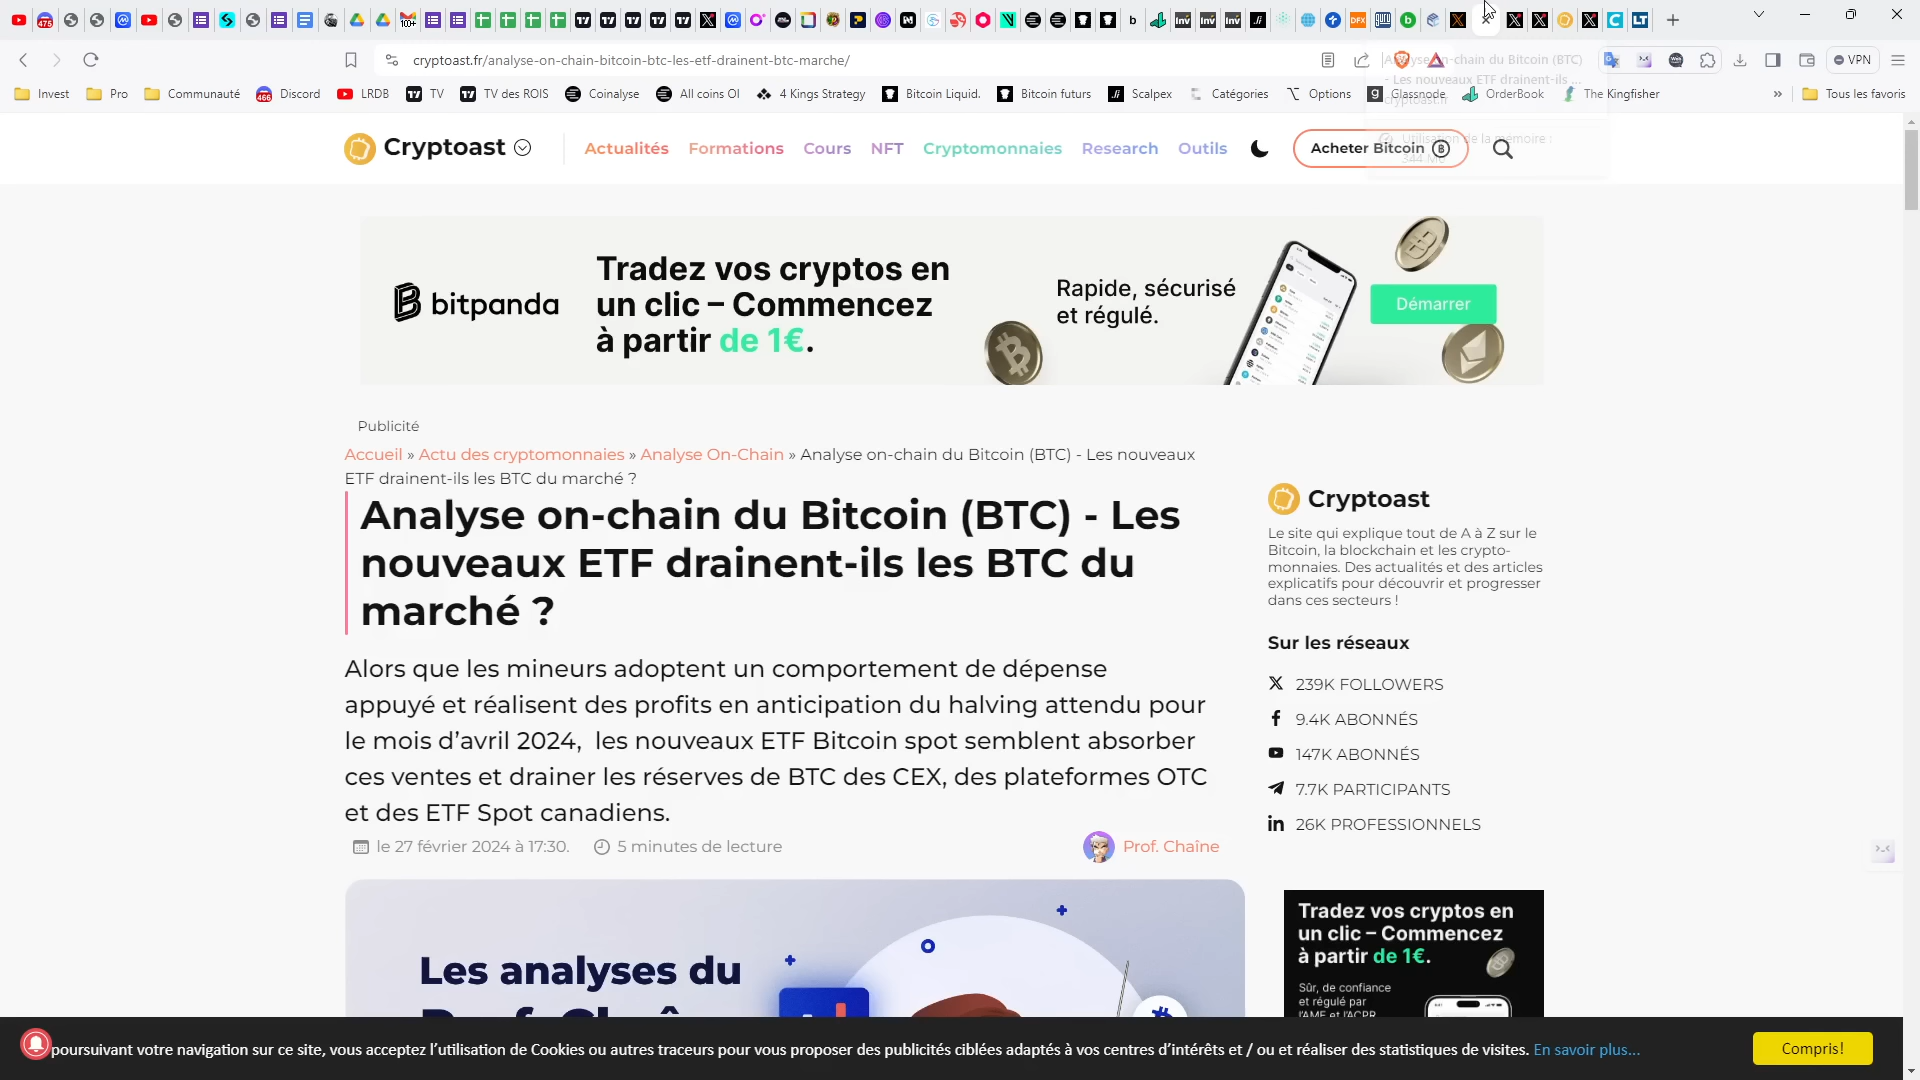 cryptoast.fr/analyse-on-chain-bitcoin-btc-les-etf-drainent-btc-marche/
VPN
Invest
Pro
Communauté
Discord
LRDB
TV
TV des ROIS
Coinalyse
All coins OI
4 Kings Strategy
Bitcoin Liquid.
Bitcoin futurs
Scalpex
Catégories
Options
Glassnode
OrderBook
The Kingfisher
Tous les favoris
Cryptoast
Actualités
Formations
Cours
NFT
Cryptomonnaies
Research
Outils
Acheter Bitcoin
bitpanda
Tradez vos cryptos en
un clic – Commencez
à partir de 1€.
Rapide, sécurisé
et régulé.
Démarrer
Publicité
Accueil » Actu des cryptomonnaies » Analyse On-Chain » Analyse on-chain du Bitcoin (BTC) - Les nouveaux
ETF drainent-ils les BTC du marché ?
Analyse on-chain du Bitcoin (BTC) - Les
nouveaux ETF drainent-ils les BTC du
marché ?
Alors que les mineurs adoptent un comportement de dépense
appuyé et réalisent des profits en anticipation du halving attendu pour
le mois d’avril 2024, les nouveaux ETF Bitcoin spot semblent absorber
ces ventes et drainer les réserves de BTC des CEX, des plateformes OTC
et des ETF Spot canadiens.
le 27 février 2024 à 17:30.
5 minutes de lecture
Prof. Chaîne
Cryptoast
Le site qui explique tout de A à Z sur le
Bitcoin, la blockchain et les crypto-
monnaies. Des actualités et des articles
explicatifs pour découvrir et progresser
dans ces secteurs !
Sur les réseaux
239K FOLLOWERS
9.4K ABONNÉS
147K ABONNÉS
7.7K PARTICIPANTS
26K PROFESSIONNELS
Les analyses du
Tradez vos cryptos en
un clic – Commencez
à partir de 1€.
Sûr, de confiance
et régulé par
l'AMF et l'ACPR
poursuivant votre navigation sur ce site, vous acceptez l’utilisation de Cookies ou autres traceurs pour vous proposer des publicités ciblées adaptés à vos centres d’intérêts et / ou et réaliser des statistiques de visites. En savoir plus...
Compris!